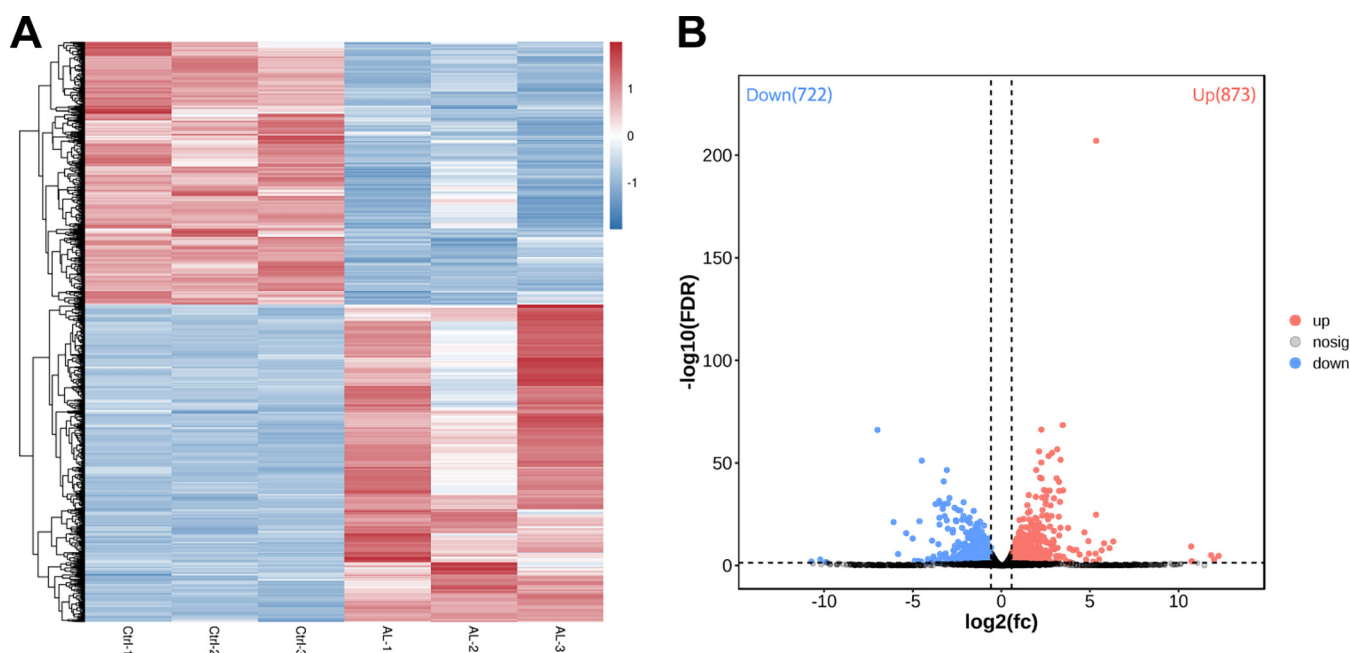 A
1
0
-1
Ctrl-1
Ctrl-2
Ctrl-3
AL-1
AL-2
AL-3
B
Down(722)
Up(873)
200
150
100
50
0
-log10(FDR)
-10
-5
0
5
10
log2(fc)
up
nosig
down